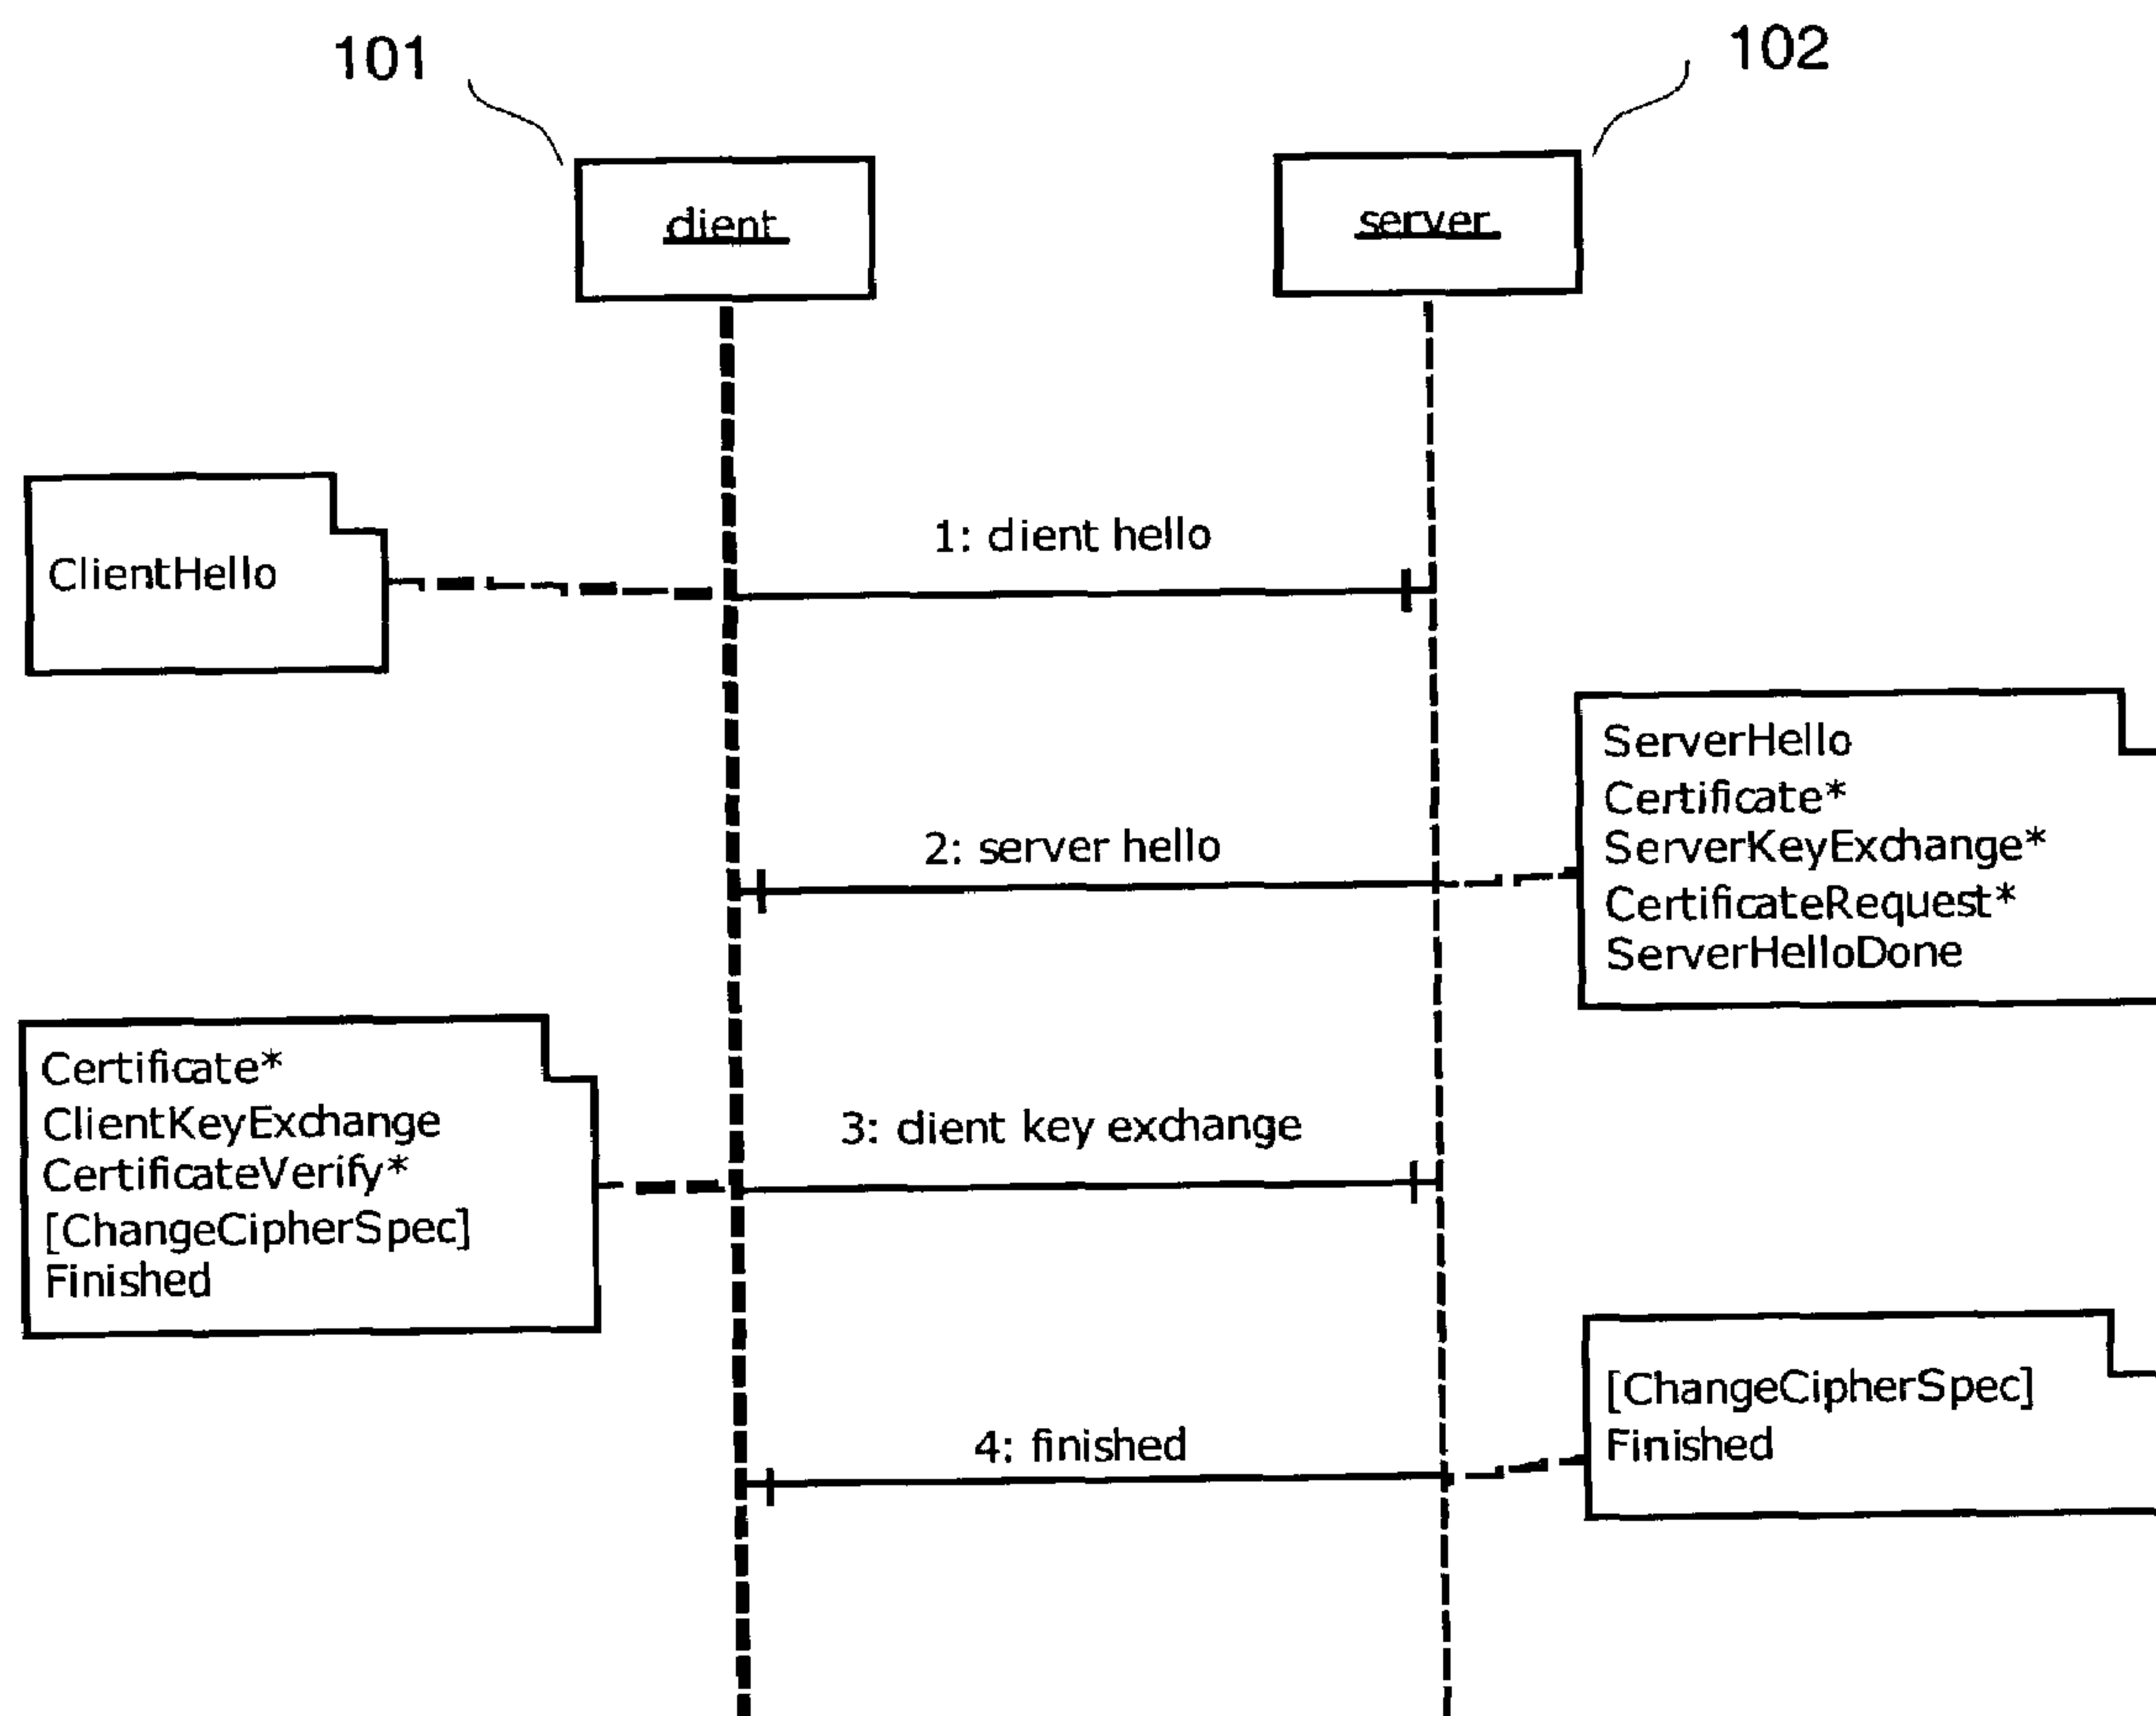 101
102
client
server
1: client hello
ClientHello
ServerHello
Certificate*
ServerKeyExchange*
CertificateRequest*
ServerHelloDone
2: server hello
Certificate*
ClientKeyExchange
CertificateVerify*
[ChangeCipherSpec]
Finished
3: client key exchange
[ChangeCipherSpec]
Finished
4: finished